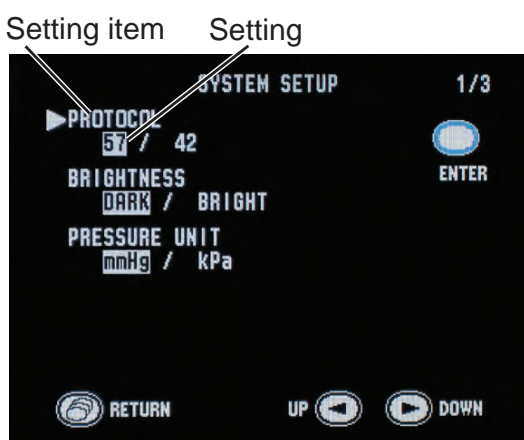 Setting item Setting
SYSTEM SETUP 1/3
PROTOCOL
57 / 42
ENTER
BRIGHTNESS
DARK / BRIGHT
PRESSURE UNIT
mmHg / kPa
RETURN UP DOWN